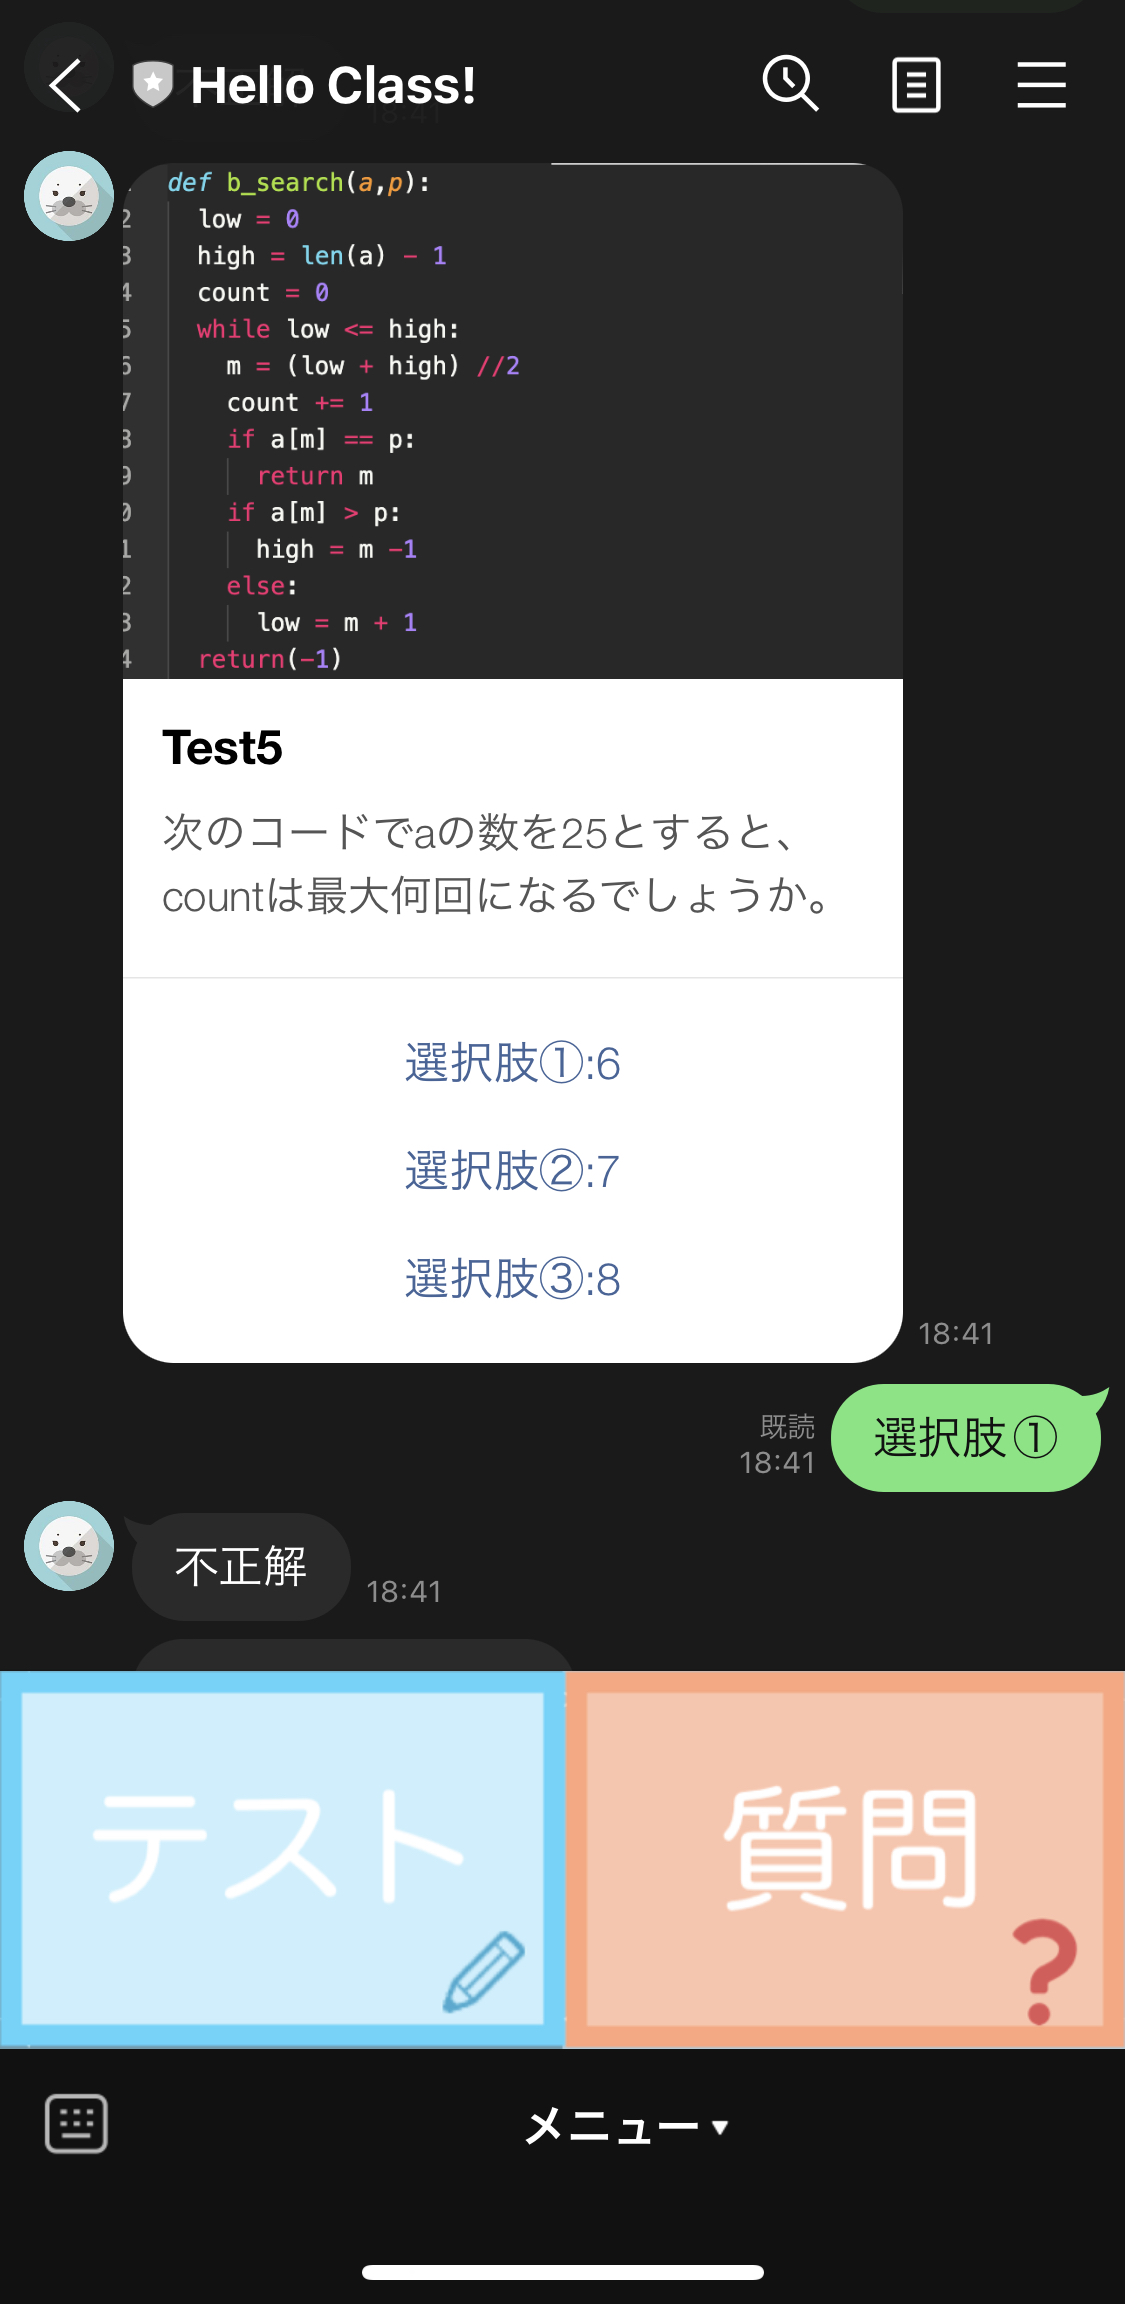 Hello Class!
18:41
def b_search(a,p):
2 low = 0
3 high = len(a) - 1
4 count = 0
5 while low <= high:
6 m = (low + high) //2
7 count += 1
8 if a[m] == p:
9 return m
0 if a[m] > p:
1 high = m -1
2 else:
3 low = m + 1
4 return(-1)
Test5
次のコードでaの数を25とすると、
countは最大何回になるでしょうか。
選択肢①:6
選択肢②:7
選択肢③:8
18:41
既読
18:41
選択肢①
不正解
18:41
テスト
質問
?
メニュー▼